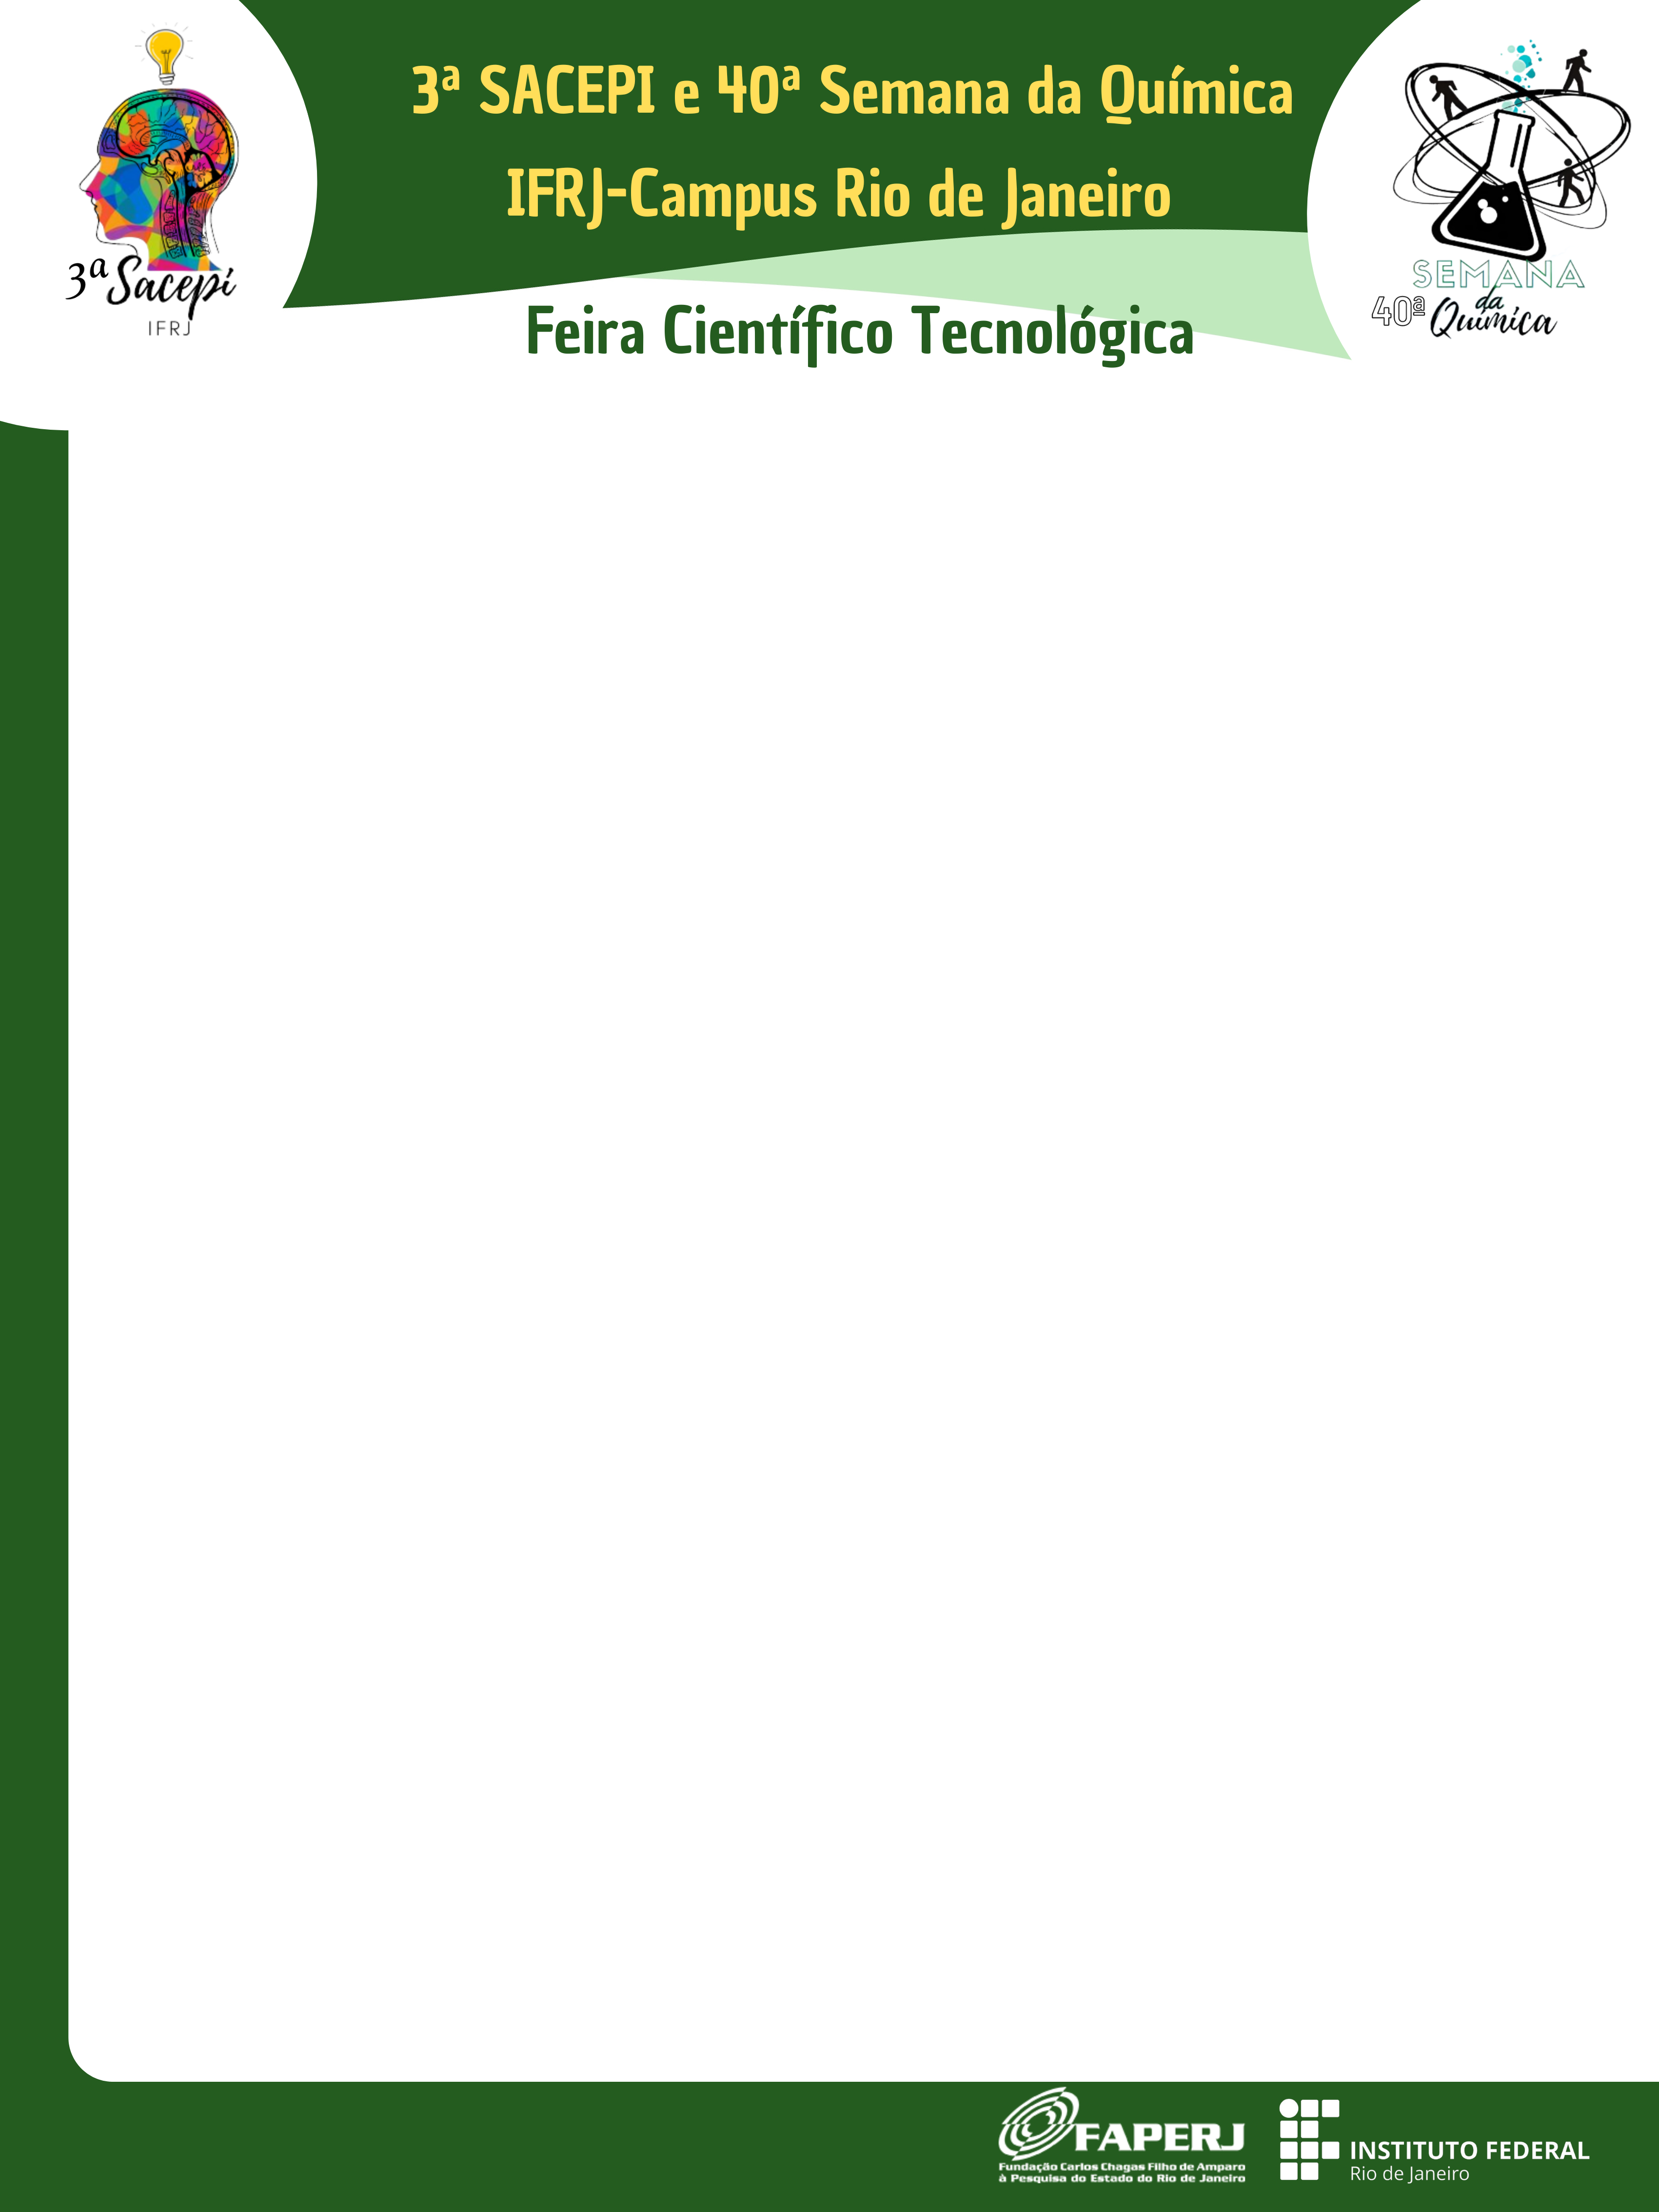 3ª SACEPI e 40ª Semana da Química
IFRJ-Campus Rio de Janeiro
Feira Científico Tecnológica
3ª Sacepi
IFRJ
SEMANA
da
40ª Química
FAPERJ
Fundação Carlos Chagas Filho de Amparo
à Pesquisa do Estado do Rio de Janeiro
INSTITUTO FEDERAL
Rio de Janeiro